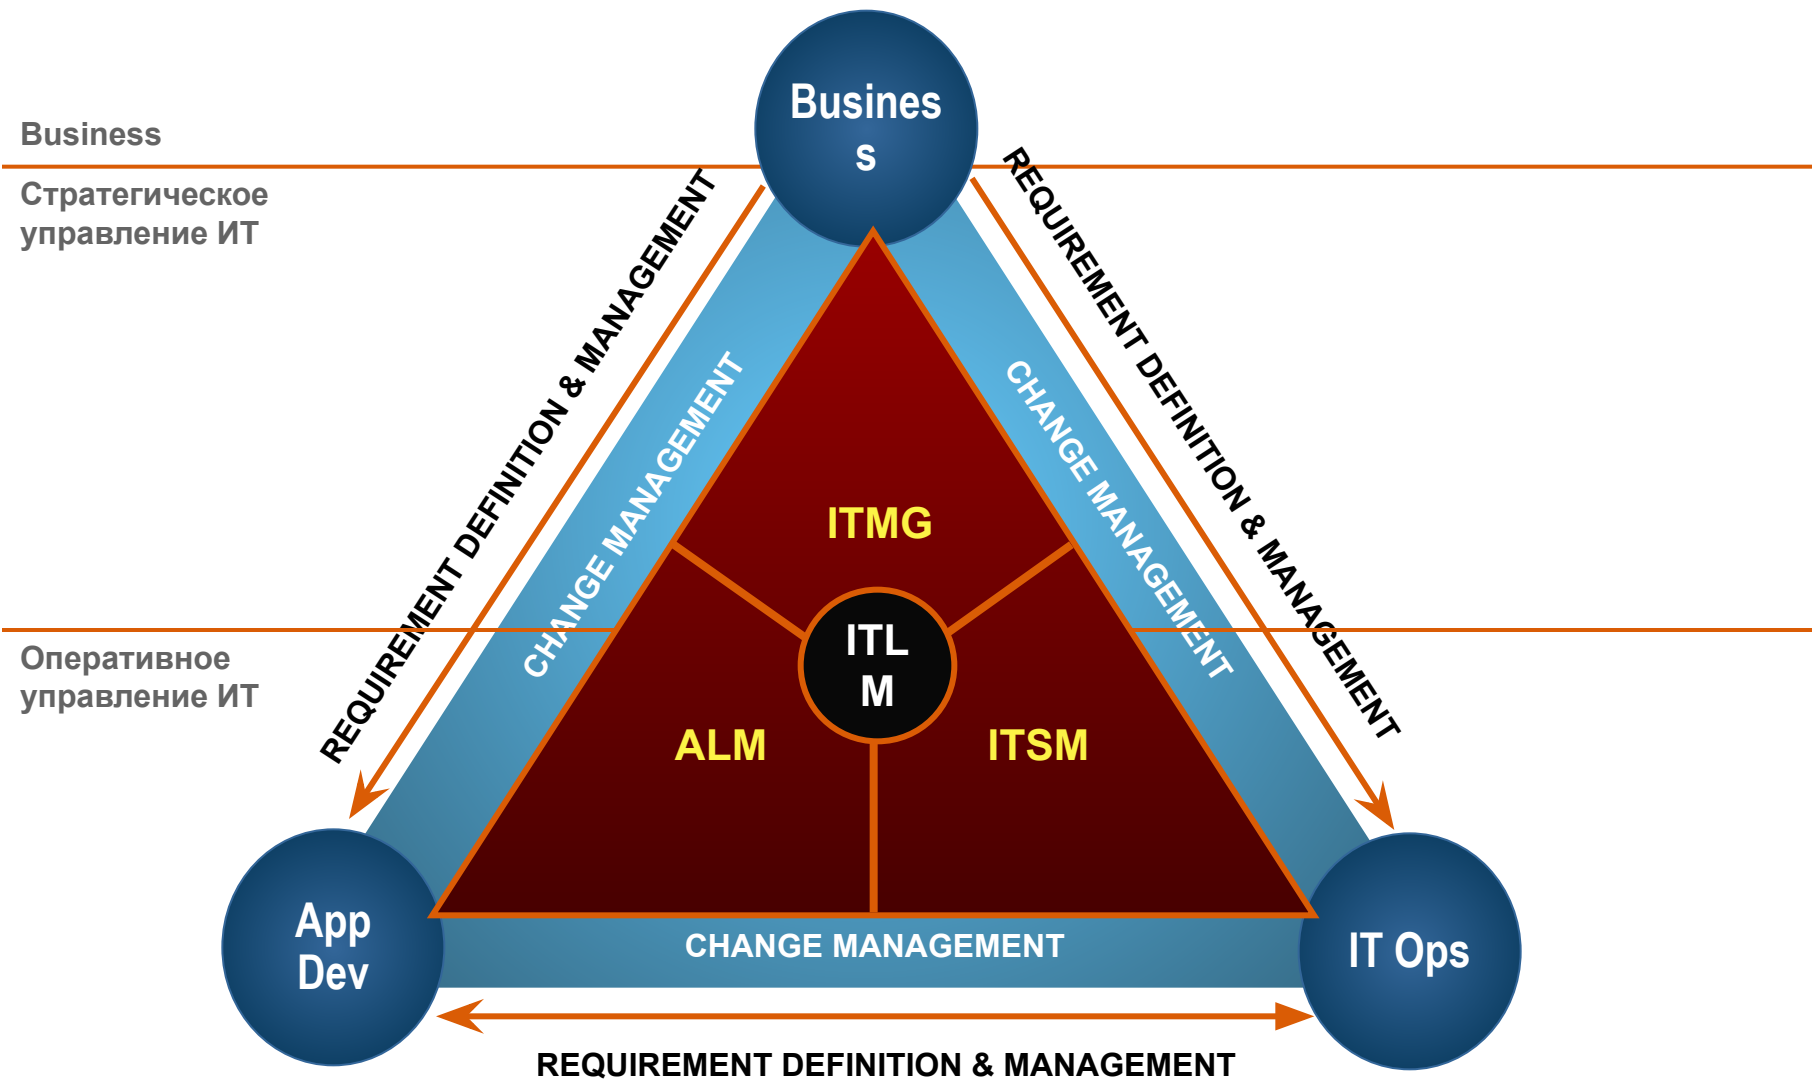 Busines
s
Business
Стратегическое
управление ИТ
REQUIREMENT DEFINITION & MANAGEMENT
REQUIREMENT DEFINITION & MANAGEMENT
CHANGE MANAGEMENT
CHANGE MANAGEMENT
ITMG
ITL
M
Оперативное
управление ИТ
ALM
ITSM
App
Dev
CHANGE MANAGEMENT
IT Ops
REQUIREMENT DEFINITION & MANAGEMENT